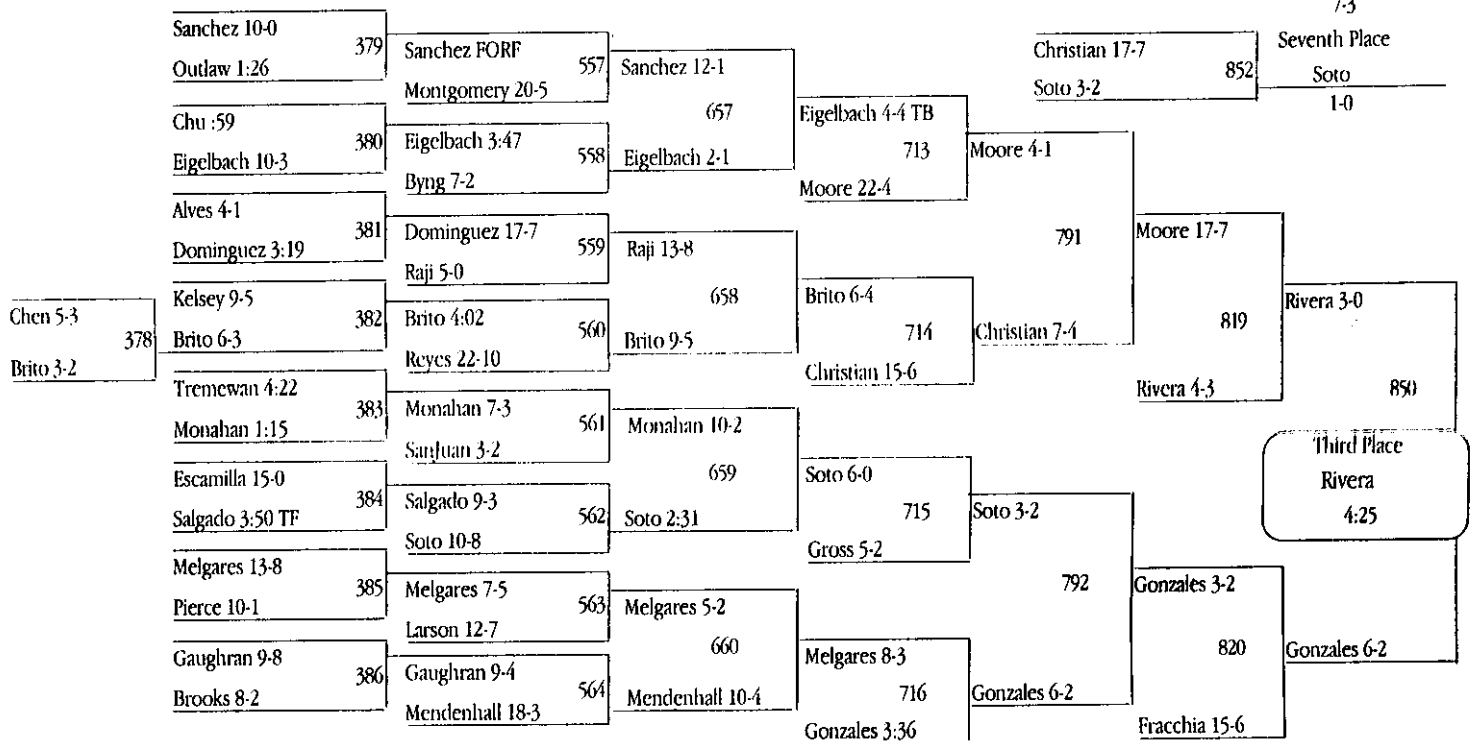 Chen 5-3
378
Brito 3-2
Sanchez 10-0
379
Outlaw 1:26
Chu :59
380
Eigelbach 10-3
Alves 4-1
381
Dominguez 3:19
Kelsey 9-5
382
Brito 6-3
Tremewan 4:22
383
Monahan 1:15
Escamilla 15-0
384
Salgado 3:50 TF
Melgares 13-8
385
Pierce 10-1
Gaughran 9-8
386
Brooks 8-2
Sanchez FORF
557
Montgomery 20-5
Eigelbach 3:47
558
Byng 7-2
Dominguez 17-7
559
Raji 5-0
Brito 4:02
560
Reyes 22-10
Monahan 7-3
561
SanJuan 3-2
Salgado 9-3
562
Soto 10-8
Melgares 7-5
563
Larson 12-7
Gaughran 9-4
564
Mendenhall 18-3
Sanchez 12-1
657
Eigelbach 2-1
Raji 13-8
658
Brito 9-5
Monahan 10-2
659
Soto 2:31
Melgares 5-2
660
Mendenhall 10-4
Eigelbach 4-4 TB
713
Moore 22-4
Brito 6-4
714
Christian 15-6
Soto 6-0
715
Gross 5-2
Melgares 8-3
716
Gonzales 3:36
Moore 4-1
791
Christian 7-4
Soto 3-2
792
Gonzales 6-2
Moore 17-7
819
Rivera 4-3
Gonzales 3-2
820
Fracchia 15-6
Rivera 3-0
850
Gonzales 6-2
Third Place
Rivera
4:25
Christian 17-7
852
Soto 3-2
7-3
Seventh Place
Soto
1-0